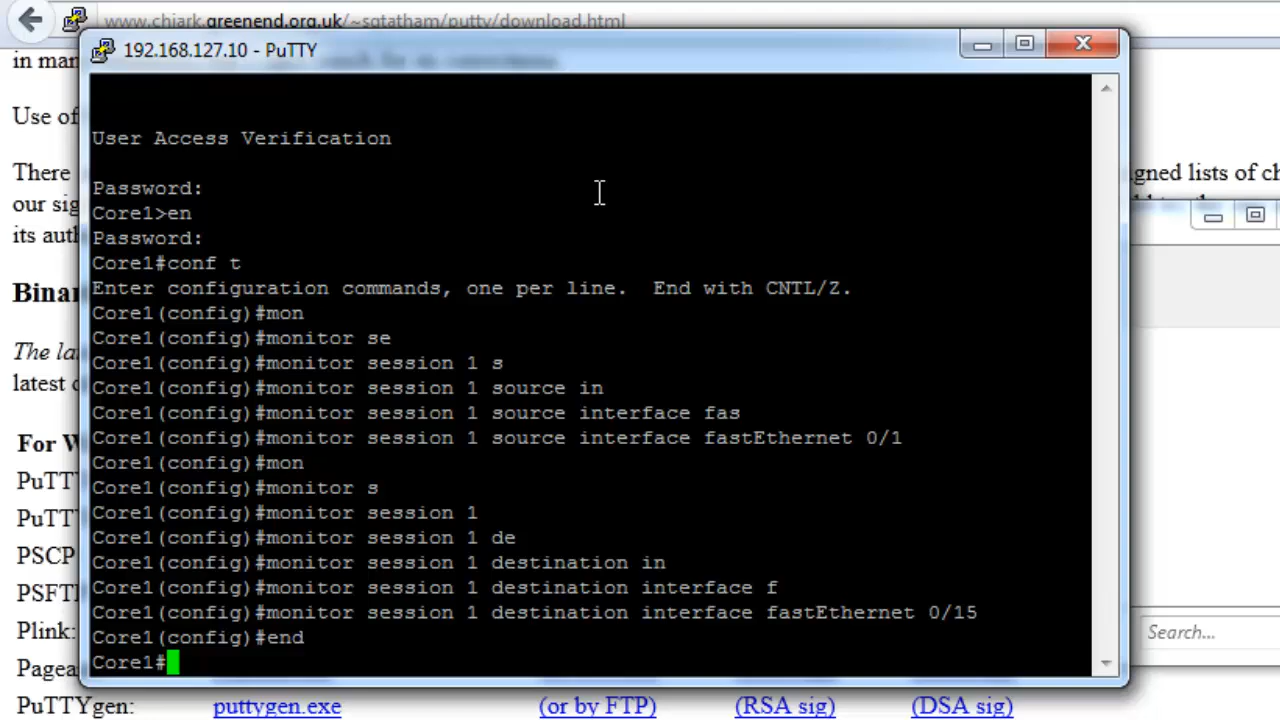 www.chiark.greenend.org.uk/~sgtatham/putty/download.html
192.168.127.10 - PuTTY
in man
Use of
There
igned lists of ch
our sig
its auth
Binar
The la
latest c
For W
PuTT
PuTT
PSCP
PSFT
Plink:
Pagea
PuTTYgen: puttygen.exe (or by FTP) (RSA sig) (DSA sig)
User Access Verification
Password:
Core1>en
Password:
Core1#conf t
Enter configuration commands, one per line.  End with CNTL/Z.
Core1(config)#mon
Core1(config)#monitor se
Core1(config)#monitor session 1 s
Core1(config)#monitor session 1 source in
Core1(config)#monitor session 1 source interface fas
Core1(config)#monitor session 1 source interface fastEthernet 0/1
Core1(config)#mon
Core1(config)#monitor s
Core1(config)#monitor session 1
Core1(config)#monitor session 1 de
Core1(config)#monitor session 1 destination in
Core1(config)#monitor session 1 destination interface f
Core1(config)#monitor session 1 destination interface fastEthernet 0/15
Core1(config)#end
Core1#
Search...